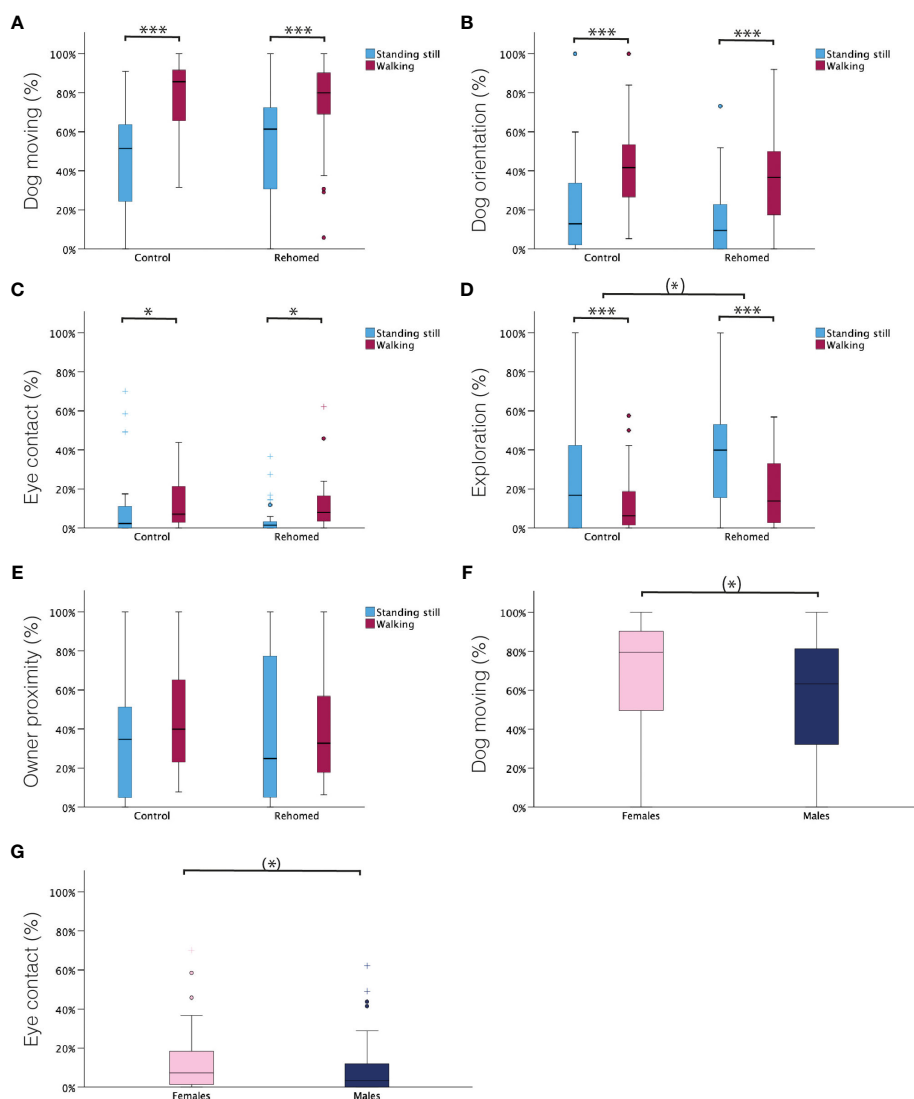 A
Dog moving (%)
100%
80%
60%
40%
20%
0%
***
***
Standing still
Walking
Control
Rehomed
B
Dog orientation (%)
100%
80%
60%
40%
20%
0%
***
***
Standing still
Walking
Control
Rehomed
C
Eye contact (%)
100%
80%
60%
40%
20%
0%
*
*
Standing still
Walking
Control
Rehomed
D
Exploration (%)
100%
80%
60%
40%
20%
0%
(*)
***
***
Standing still
Walking
Control
Rehomed
E
Owner proximity (%)
100%
80%
60%
40%
20%
0%
Standing still
Walking
Control
Rehomed
F
Dog moving (%)
100%
80%
60%
40%
20%
0%
(*)
Females
Males
G
Eye contact (%)
100%
80%
60%
40%
20%
0%
(*)
Females
Males